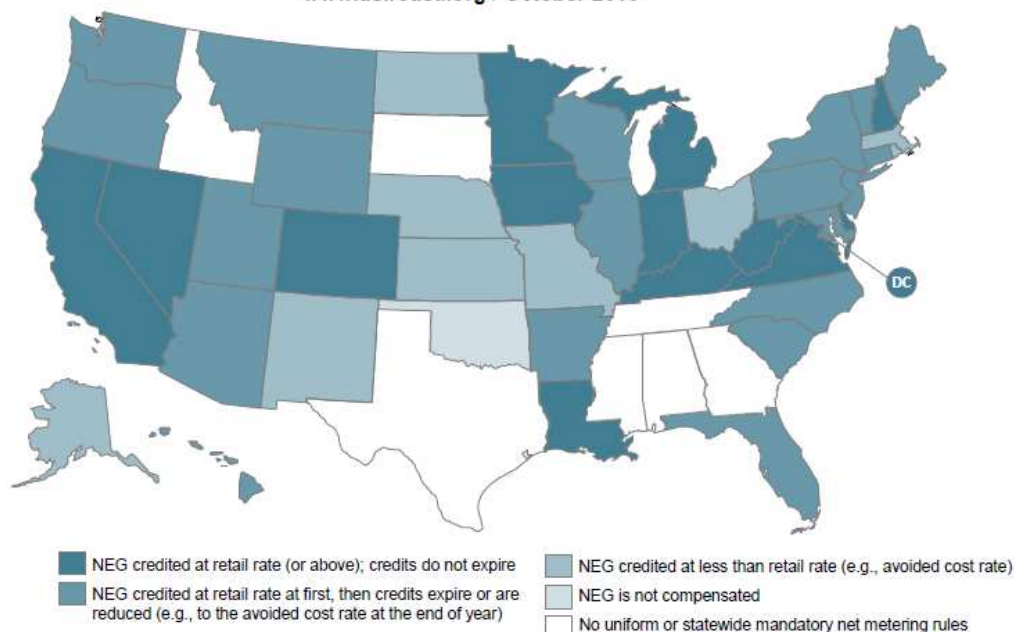 DC
NEG credited at retail rate (or above); credits do not expire
NEG credited at retail rate at first, then credits expire or are
reduced (e.g., to the avoided cost rate at the end of year)
NEG credited at less than retail rate (e.g., avoided cost rate)
NEG is not compensated
No uniform or statewide mandatory net metering rules